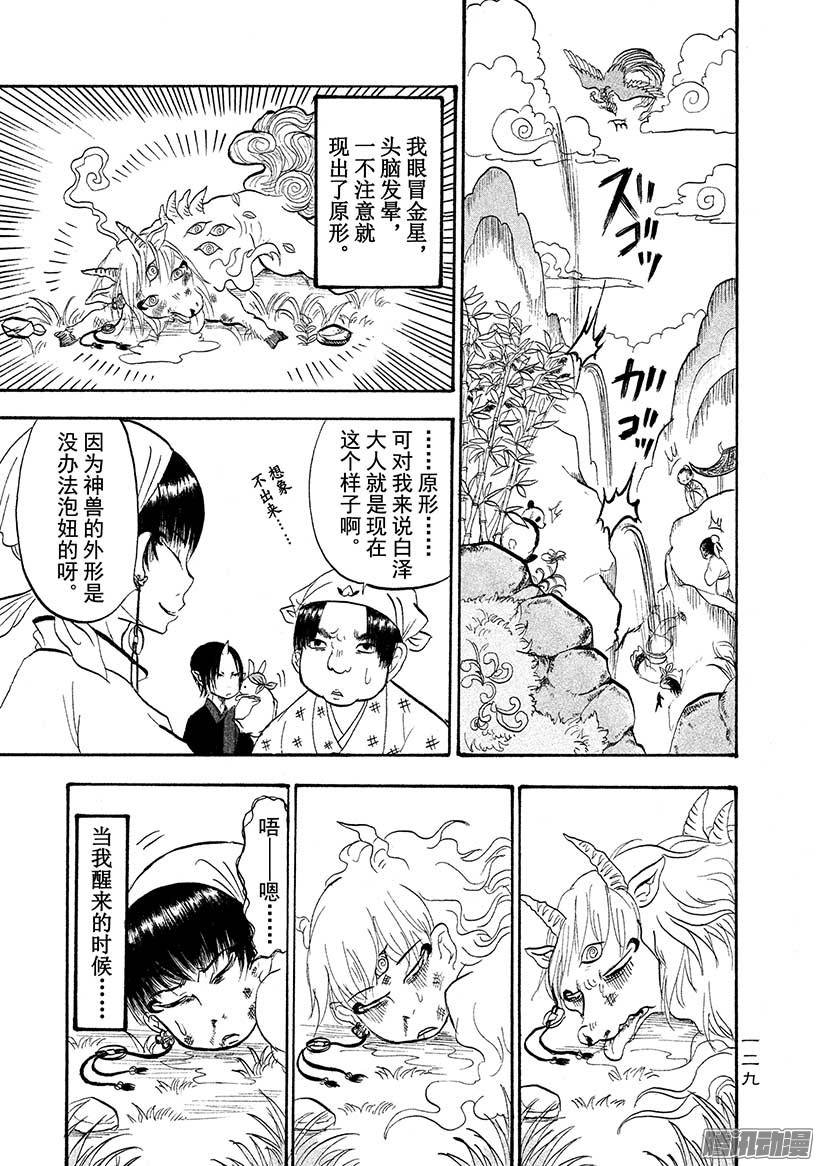 ズ
ゴッ
ガ
ゴッ
我眼冒金星，
头脑发晕，
一不注意就
现出了原形。
……原形……
可对我来说白泽
大人就是现在
这个样子啊。
想象
不出来……
因为神兽的外形是
没办法泡妞的呀。
唔——嗯……
当我醒来的时候……
一二九
腾讯动漫